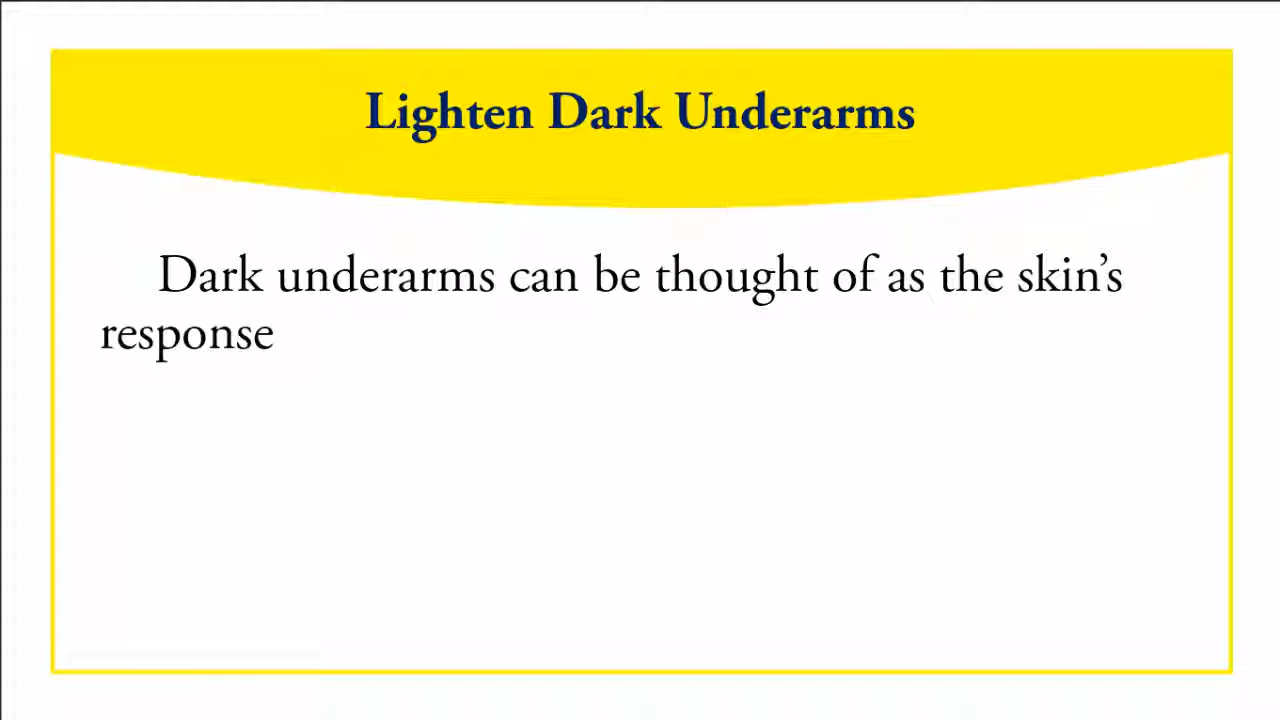 Lighten Dark Underarms
Dark underarms can be thought of as the skin’s
response